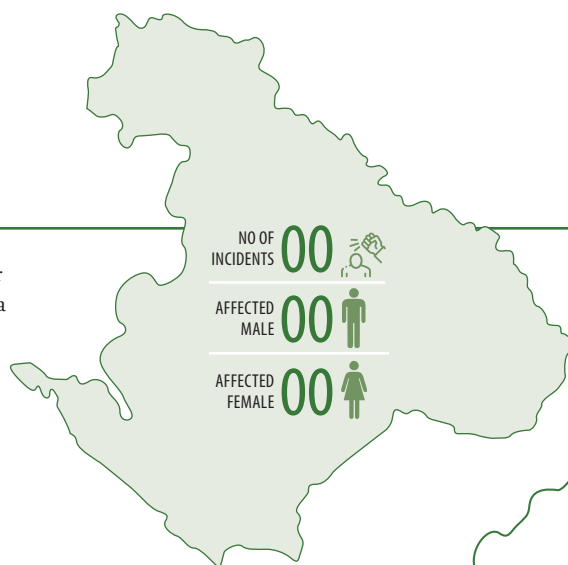 NO OF
INCIDENTS 00
AFFECTED
MALE 00
AFFECTED
FEMALE 00
a